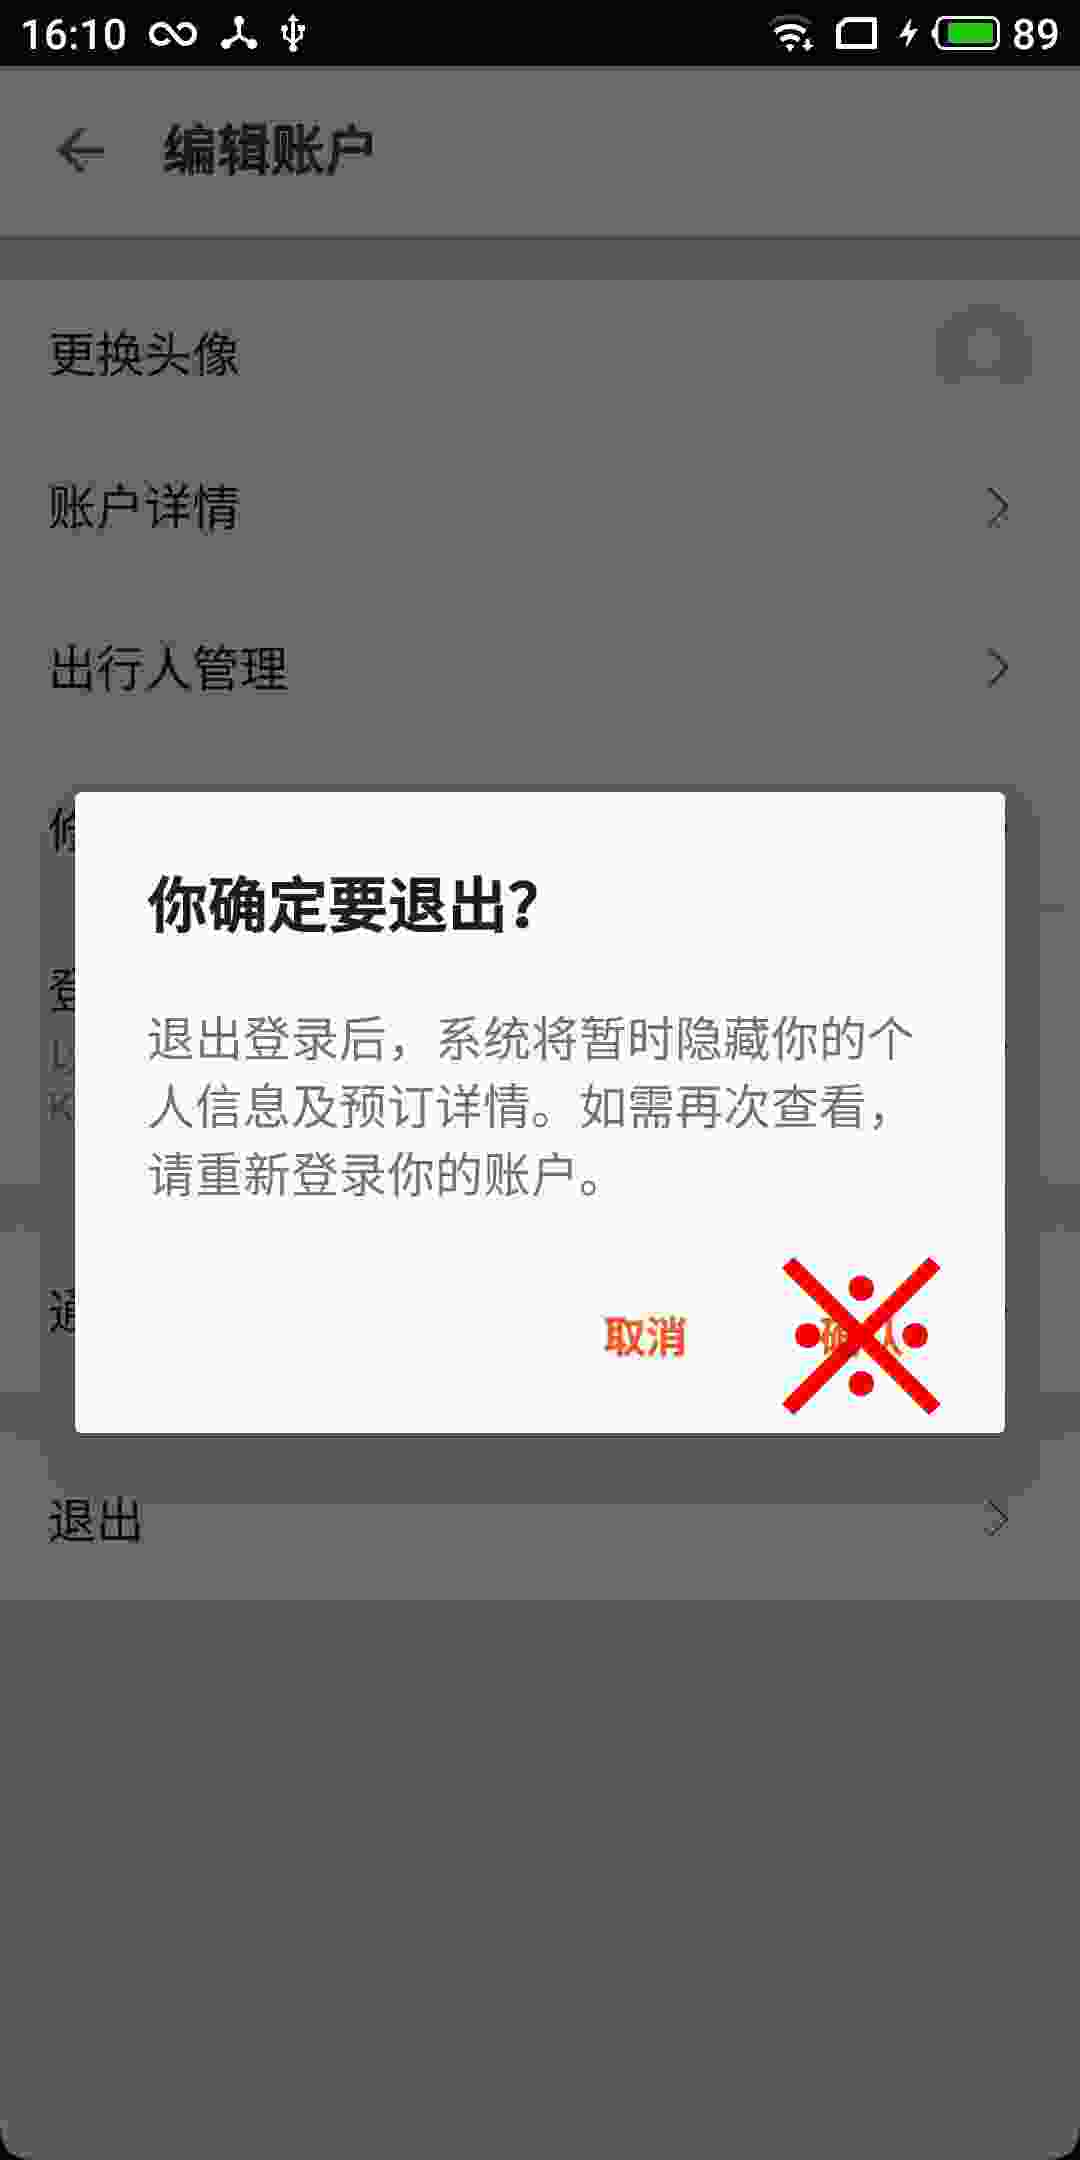 16:10 89
编辑账户
更换头像
账户详情
出行人管理
你确定要退出?
退出登录后，系统将暂时隐藏你的个
人信息及预订详情。如需再次查看，
请重新登录你的账户。
取消
退出